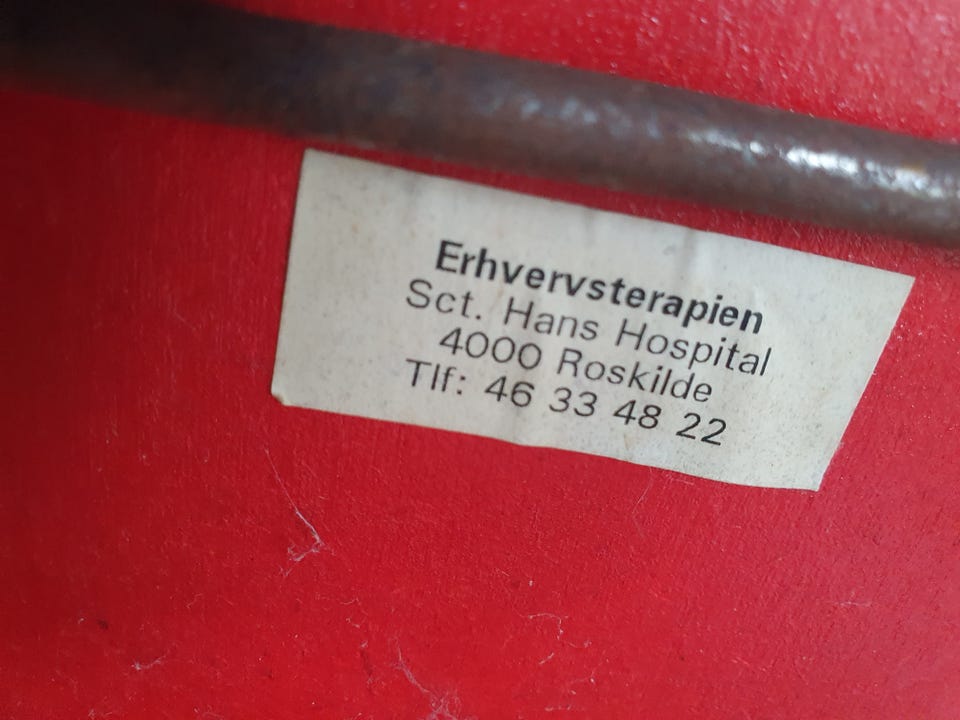 Erhvervsterapien
Sct. Hans Hospital
4000 Roskilde
Tlf: 46 33 48 22